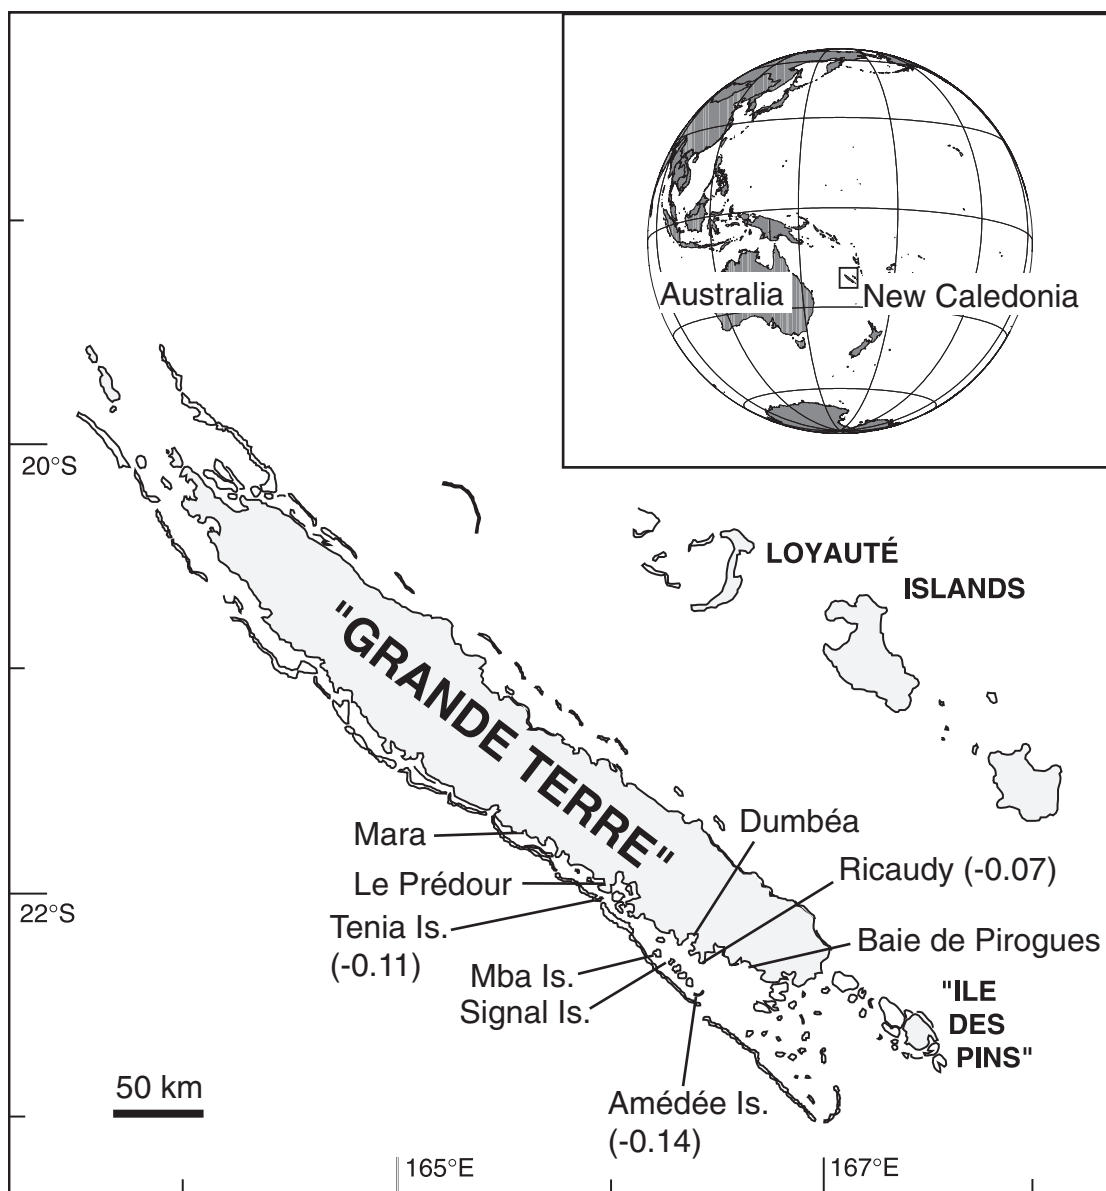 Australia
New Caledonia
20°S
LOYAUTÉ
ISLANDS
"GRANDE TERRE"
Mara
Dumbéa
Le Prédour
Ricaudy (-0.07)
22°S
Tenia Is.
(-0.11)
Baie de Pirogues
Mba Is.
Signal Is.
"ILE
DES
PINS"
50 km
Amédée Is.
(-0.14)
165°E
167°E